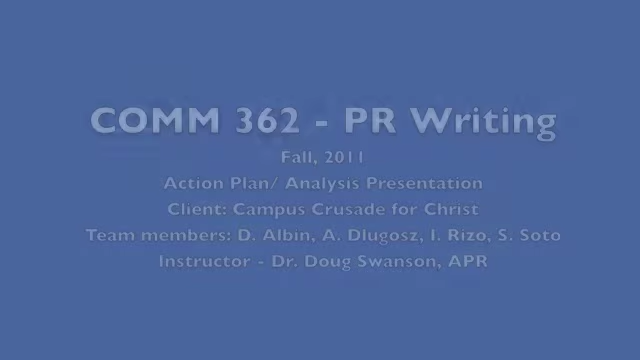 COMM 362 - PR Writing
Fall, 2011
Action Plan/ Analysis Presentation
Client: Campus Crusade for Christ
Team members: D. Albin, A. Dlugosz, I. Rizo, S. Soto
Instructor - Dr. Doug Swanson, APR